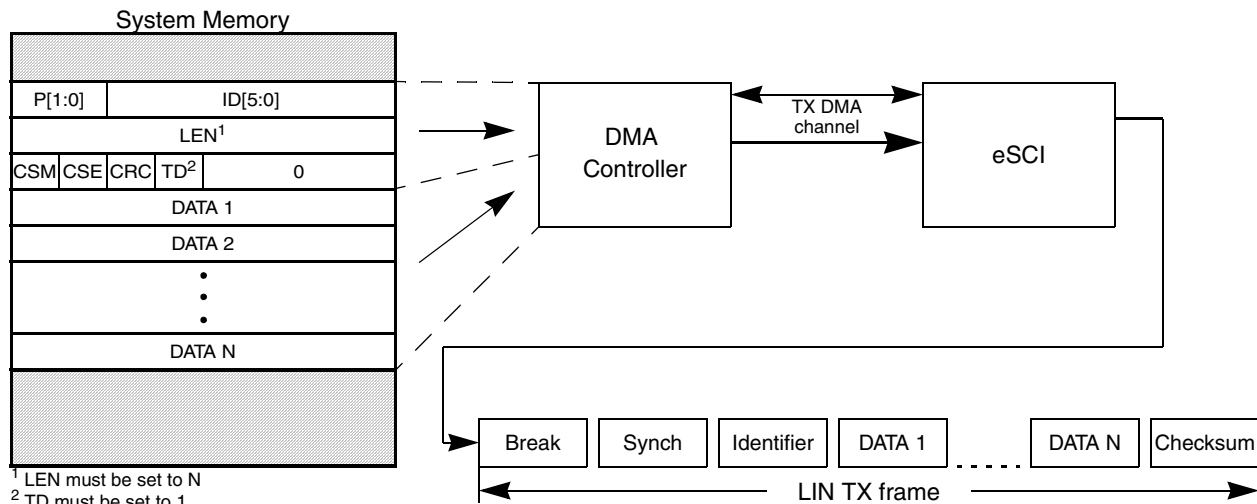 System Memory
P[1:0] ID[5:0]
LEN1
CSM CSE CRC TD2 0
DATA 1
DATA 2
DATA N
DMA
Controller
TX DMA
channel
eSCI
Break Synch Identifier DATA 1 DATA N Checksum
LIN TX frame
1 LEN must be set to N
2 TD must be set to 1